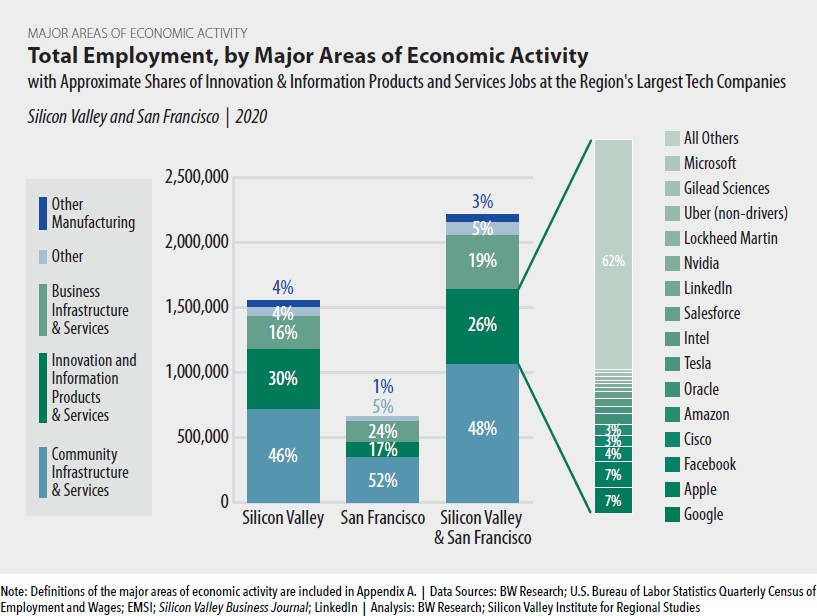 MAJOR AREAS OF ECONOMIC ACTIVITY
Total Employment, by Major Areas of Economic Activity
with Approximate Shares of Innovation & Information Products and Services Jobs at the Region's Largest Tech Companies
Silicon Valley and San Francisco | 2020
Other
Manufacturing
Other
Business
Infrastructure
& Services
Innovation and
Information
Products
& Services
Community
Infrastructure
& Services
2,500,000
2,000,000
1,500,000
1,000,000
500,000
0
4%
4%
16%
30%
46%
Silicon Valley
1%
5%
24%
17%
52%
San Francisco
3%
5%
19%
26%
48%
Silicon Valley
& San Francisco
62%
3%
3%
4%
7%
7%
All Others
Microsoft
Gilead Sciences
Uber (non-drivers)
Lockheed Martin
Nvidia
LinkedIn
Salesforce
Intel
Tesla
Oracle
Amazon
Cisco
Facebook
Apple
Google
Note: Definitions of the major areas of economic activity are included in Appendix A. | Data Sources: BW Research; U.S. Bureau of Labor Statistics Quarterly Census of
Employment and Wages; EMSI; Silicon Valley Business Journal; LinkedIn | Analysis: BW Research; Silicon Valley Institute for Regional Studies